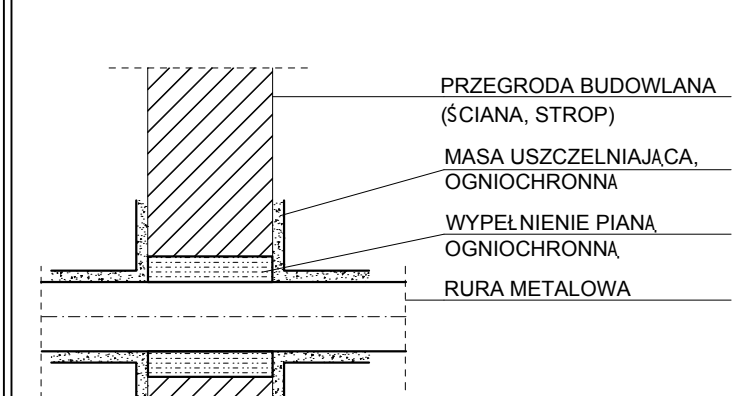 PRZEGRODA BUDOWLANA
(ŚCIANA, STROP)
MASA USZCZELNIAJĄCA,
OGNIOCHRONNA
WYPEŁNIENIE PIANĄ
OGNIOCHRONNĄ
RURA METALOWA